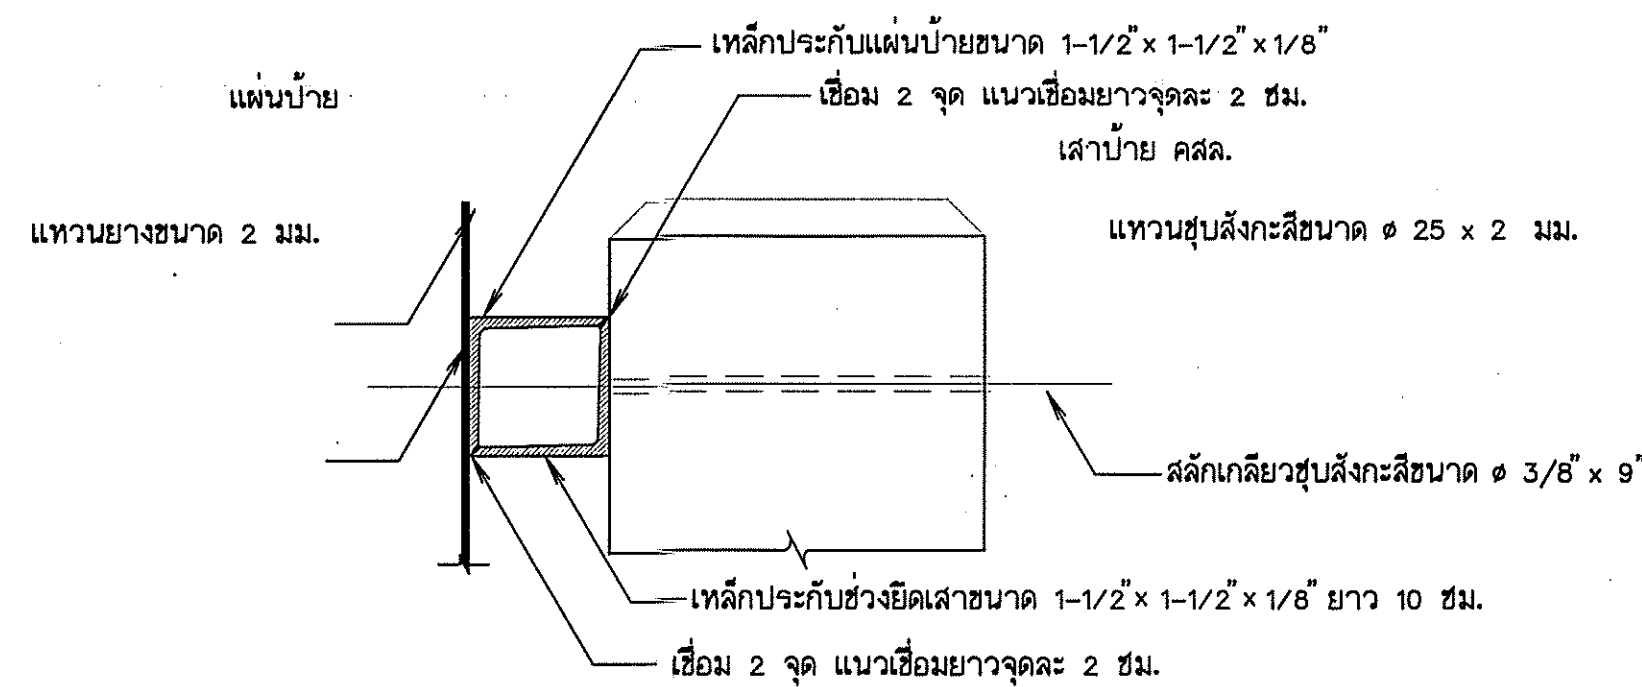 เหล็กประกับแผ่นป้ายขนาด 1-1/2" x 1-1/2" x 1/8"
แผ่นป้าย
เชื่อม 2 จุด แนวเชื่อมยาวจุดละ 2 ซม.
เสาป้าย คสล.
แหวนยางขนาด 2 มม.
แหวนชุบสังกะสีขนาด ø 25 x 2 มม.
สลักเกลียวชุบสังกะสีขนาด ø 3/8" x 9"
เหล็กประกับช่วงยึดเสาขนาด 1-1/2" x 1-1/2" x 1/8" ยาว 10 ซม.
เชื่อม 2 จุด แนวเชื่อมยาวจุดละ 2 ซม.